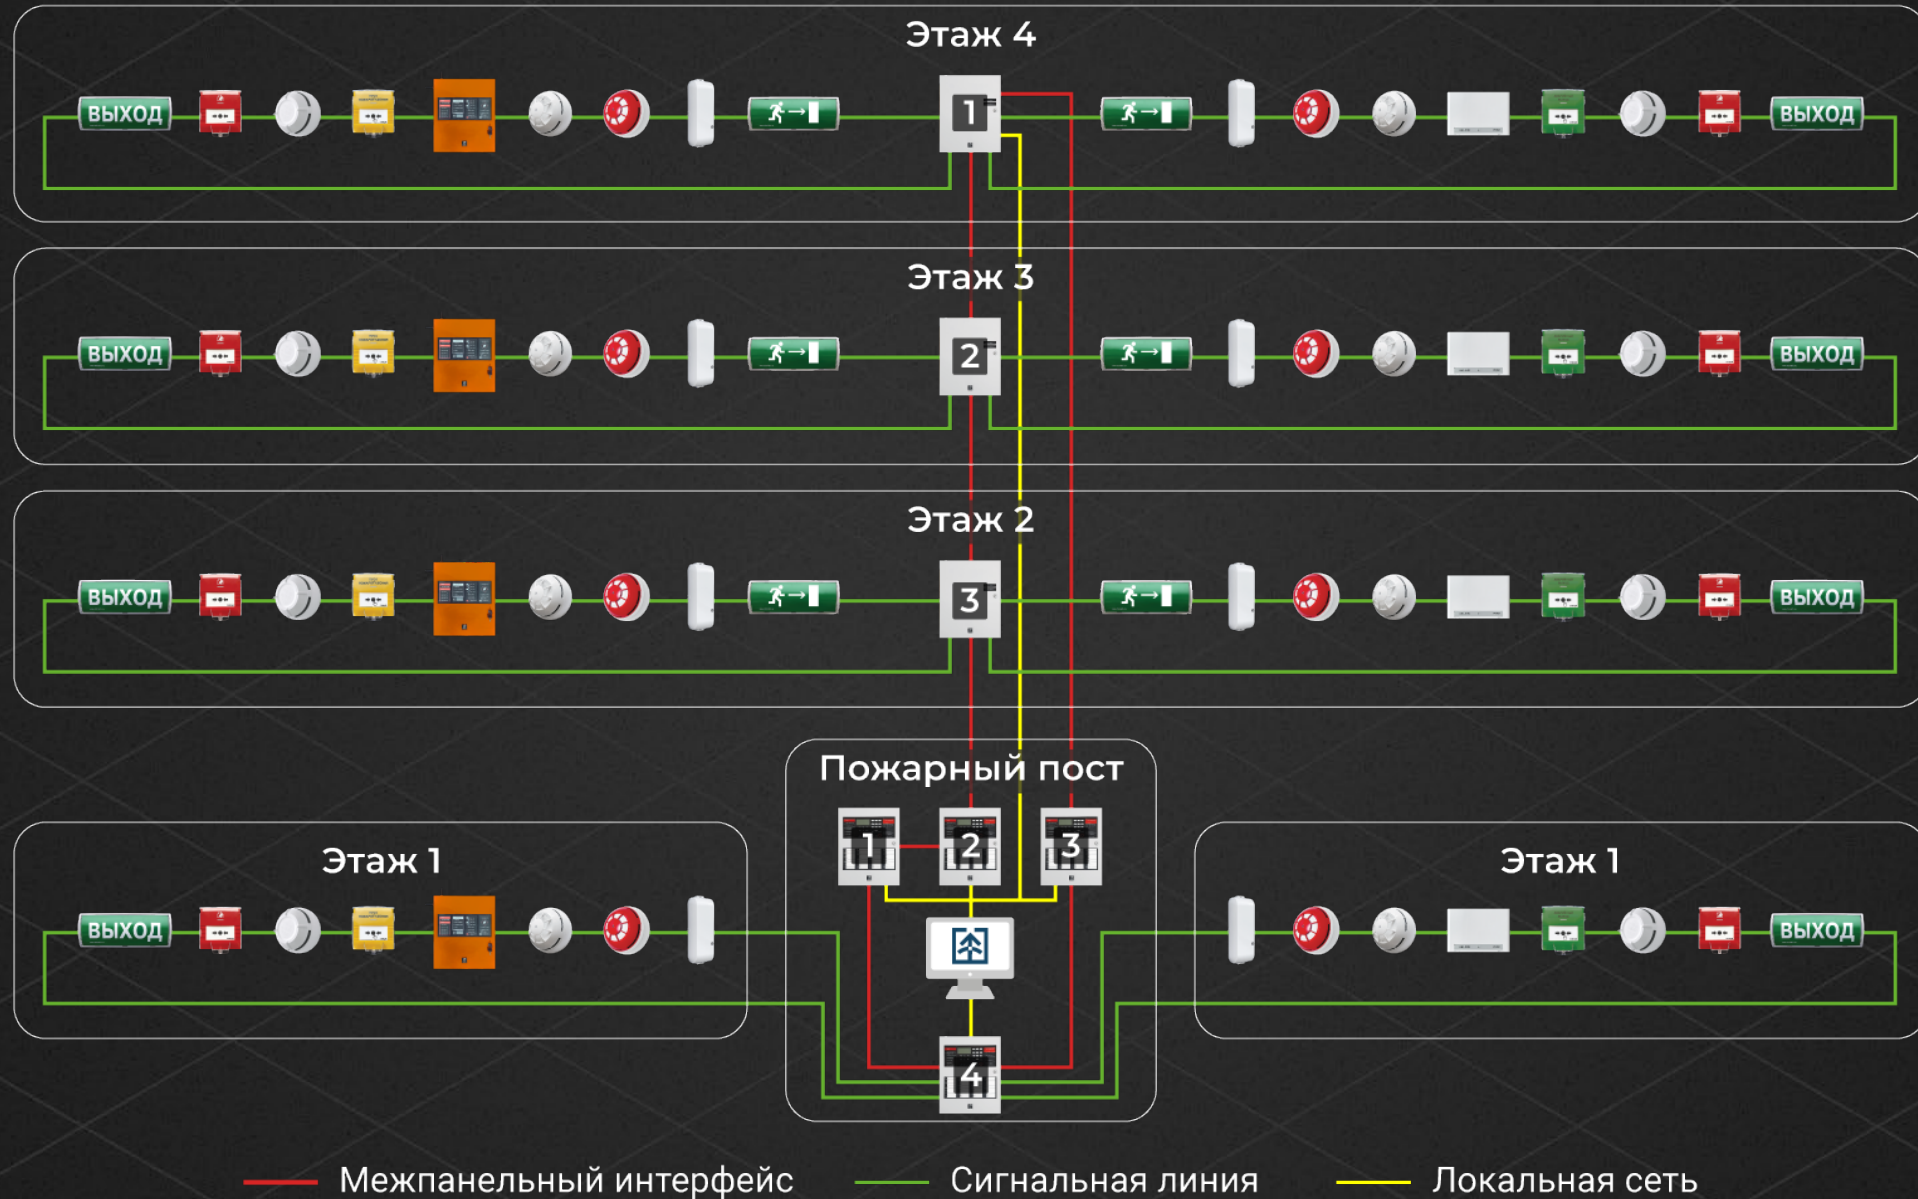 Этаж 4
ВЫХОД
1
ВЫХОД
Этаж 3
ВЫХОД
2
ВЫХОД
Этаж 2
ВЫХОД
3
ВЫХОД
Пожарный пост
1 2 3
Этаж 1
Этаж 1
ВЫХОД
ВЫХОД
4
Межпанельный интерфейс
Сигнальная линия
Локальная сеть